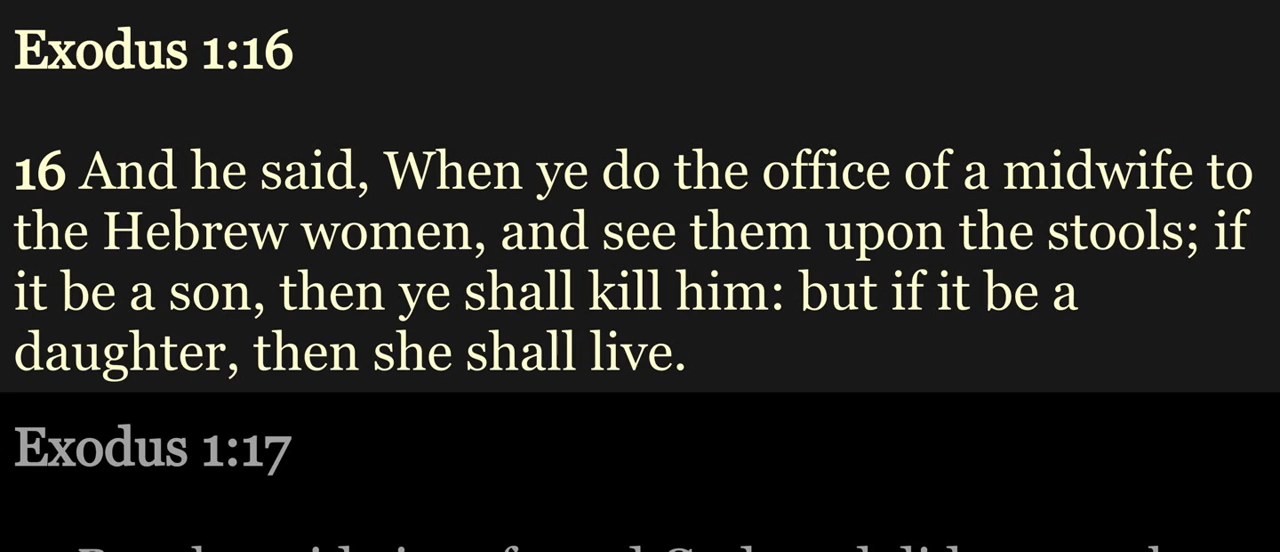 Exodus 1:16
16 And he said, When ye do the office of a midwife to
the Hebrew women, and see them upon the stools; if
it be a son, then ye shall kill him: but if it be a
daughter, then she shall live.
Exodus 1:17